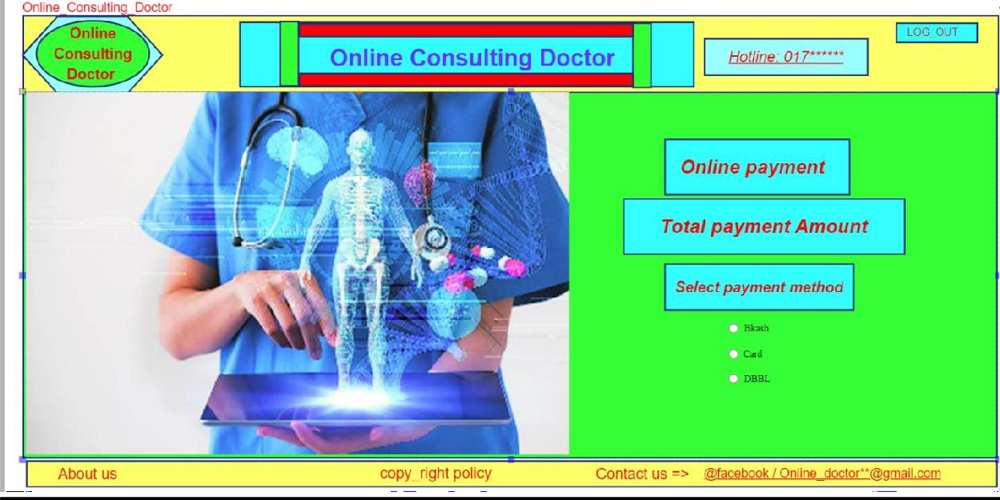 Online_Consulting_Doctor
Online
Consulting
Doctor
Online Consulting Doctor
Hotline: 017******
LOG_OUT
Online payment
Total payment Amount
Select payment method
Bkash
Card
DBBL
About us
copy_right policy
Contact us => @facebook / Online_doctor**@gmail.com